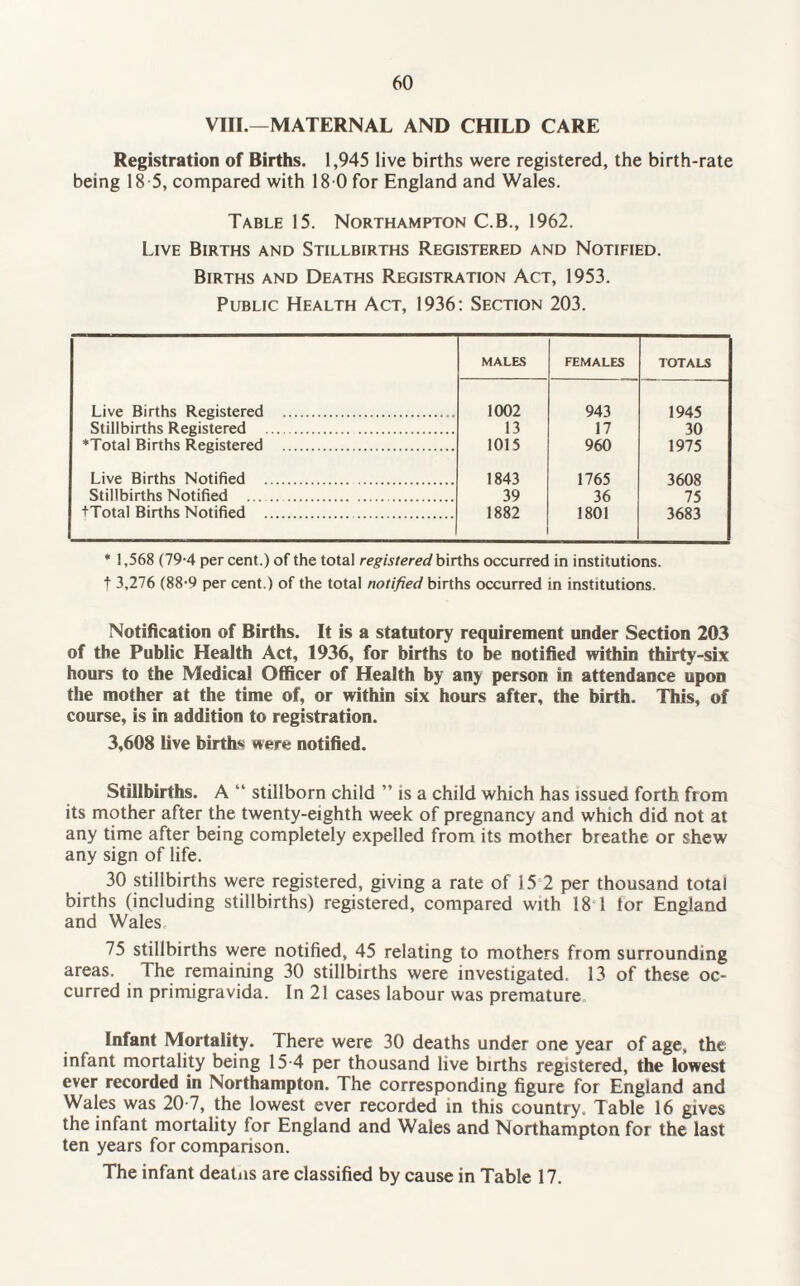 60
VIII.—MATERNAL AND CHILD CARE
Registration of Births. 1,945 live births were registered, the birth-rate
being 18·5, compared with 18·0 for England and Wales.
Table 15. Northampton C.B., 1962.
Live Births and Stillbirths Registered and Notified.
Births and Deaths Registration Act, 1953.
Public Health Act, 1936: Section 203.
MALES FEMALES TOTALS
Live Births Registered ........ 1002 943 1945
Stillbirths Registered ........ 13 17 30
*Total Births Registered ........ 1015 960 1975
Live Births Notified ........ 1843 1765 3608
Stillbirths Notified ........ 39 36 75
†Total Births Notified ........ 1882 1801 3683
* 1,568 (79·4 per cent.) of the total registered births occurred in institutions.
† 3,276 (88·9 per cent.) of the total notified births occurred in institutions.
Notification of Births. It is a statutory requirement under Section 203
of the Public Health Act, 1936, for births to be notified within thirty-six
hours to the Medical Officer of Health by any person in attendance upon
the mother at the time of, or within six hours after, the birth. This, of
course, is in addition to registration.
3,608 live births were notified.
Stillbirths. A “ stillborn child ” is a child which has issued forth from
its mother after the twenty-eighth week of pregnancy and which did not at
any time after being completely expelled from its mother breathe or shew
any sign of life.
30 stillbirths were registered, giving a rate of 15·2 per thousand total
births (including stillbirths) registered, compared with 18·1 for England
and Wales.
75 stillbirths were notified, 45 relating to mothers from surrounding
areas. The remaining 30 stillbirths were investigated. 13 of these oc-
curred in primigravida. In 21 cases labour was premature.
Infant Mortality. There were 30 deaths under one year of age, the
infant mortality being 15·4 per thousand live births registered, the lowest
ever recorded in Northampton. The corresponding figure for England and
Wales was 20·7, the lowest ever recorded in this country. Table 16 gives
the infant mortality for England and Wales and Northampton for the last
ten years for comparison.
The infant deaths are classified by cause in Table 17.